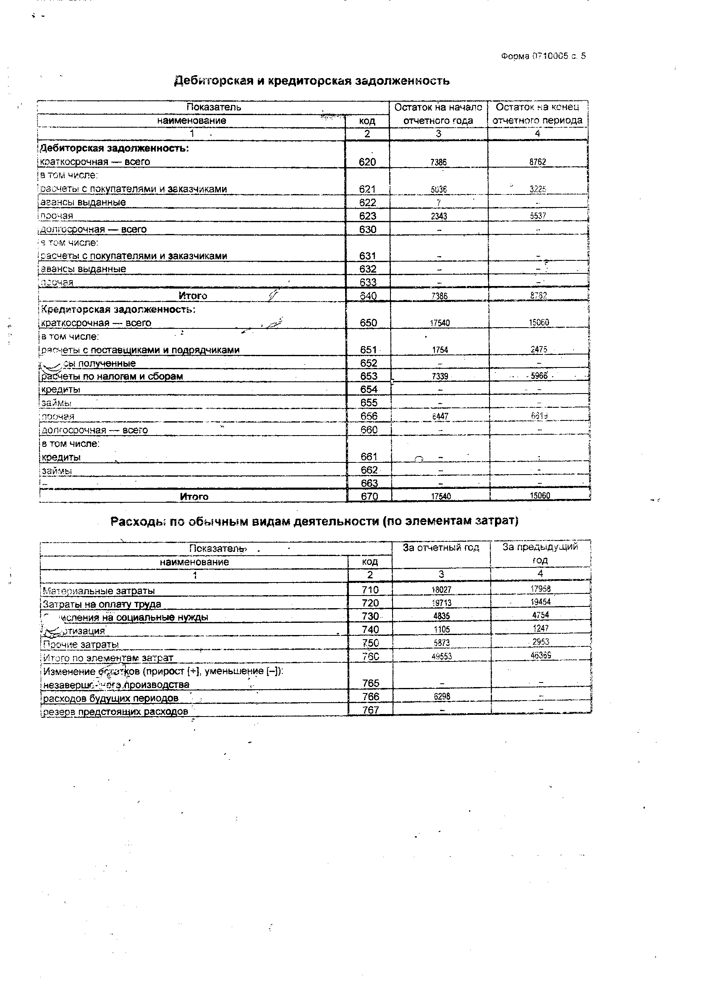 Форма 0710005 с. 5
Дебиторская и кредиторская задолженность
Показатель Остаток на начало Остаток на конец
наименование код отчетного года отчетного периода
1 2 3 4
Дебиторская задолженность:
краткосрочная — всего 620 7386 8762
в том числе:
расчеты с покупателями и заказчиками 621 5036 3225
авансы выданные 622 7 -
прочая 623 2343 5537
долгосрочная — всего 630 – -
в том числе:
расчеты с покупателями и заказчиками 631 – –
авансы выданные 632 – –
прочая 633 – –
Итого 640 7386 8762
Кредиторская задолженность:
краткосрочная — всего 650 17540 15060
в том числе:
расчеты с поставщиками и подрядчиками 651 1754 2475
сы полученные 652 – –
расчеты по налогам и сборам 653 7339 5966
кредиты 654 – –
займы 655 – –
прочая 656 8447 6619
долгосрочная — всего 660 – –
в том числе:
кредиты 661 –
займы 662 – -
– 663 – –
Итого 670 17540 15060
Расходы по обычным видам деятельности (по элементам затрат)
Показатель За отчетный год За предыдущий
наименование код год
1 2 3 4
Материальные затраты 710 18027 17958
Затраты на оплату труда 720 19713 19454
исления на социальные нужды 730 4835 4754
ртизация 740 1105 1247
Прочие затраты 750 5873 2953
Итого по элементам затрат 760 49553 46366
Изменение остатков (прирост [+], уменьшение [–]):
производства 765 – –
расходов будущих периодов 766 6298 –
резерв предстоящих расходов 767 – –